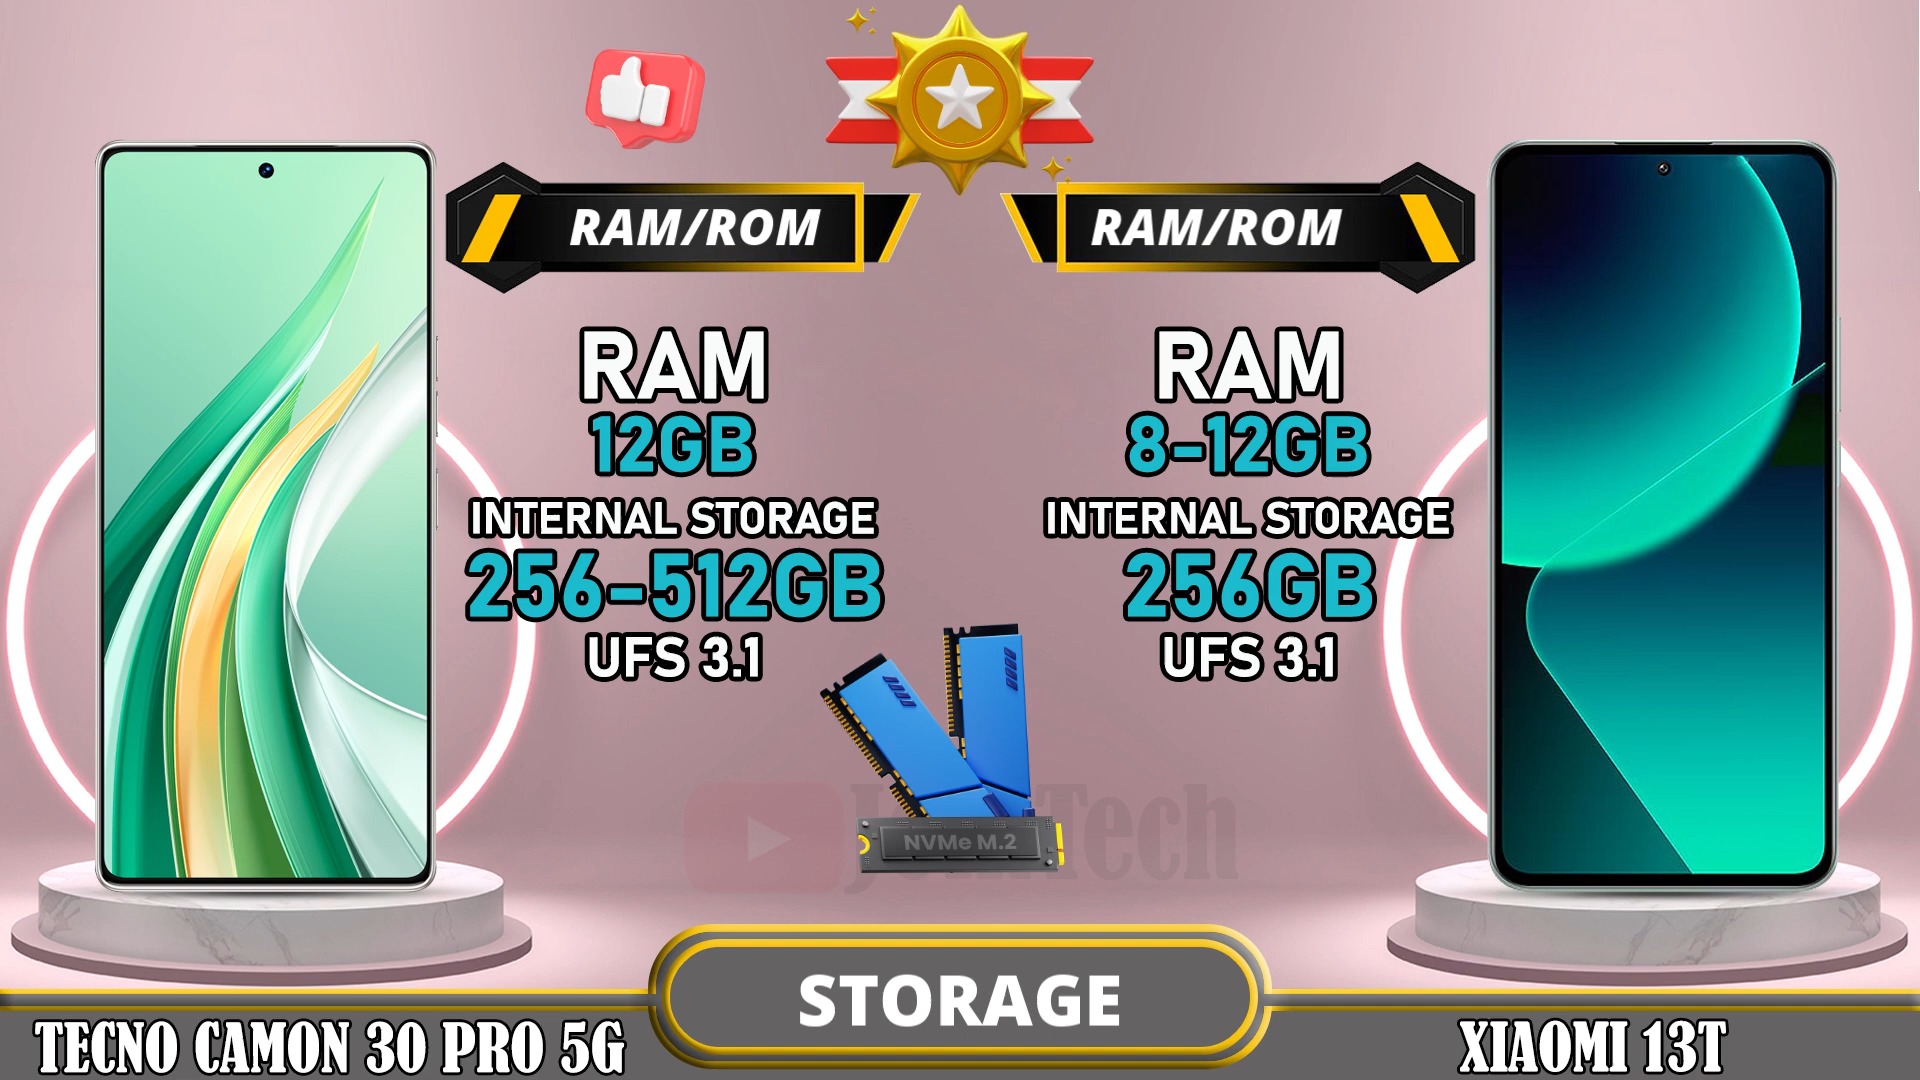 RAM/ROM
RAM
12GB
INTERNAL STORAGE
256-512GB
UFS 3.1
RAM/ROM
RAM
8-12GB
INTERNAL STORAGE
256GB
UFS 3.1
NVMe M.2
Tech
STORAGE
TECNO CAMON 30 PRO 5G
XIAOMI 13T